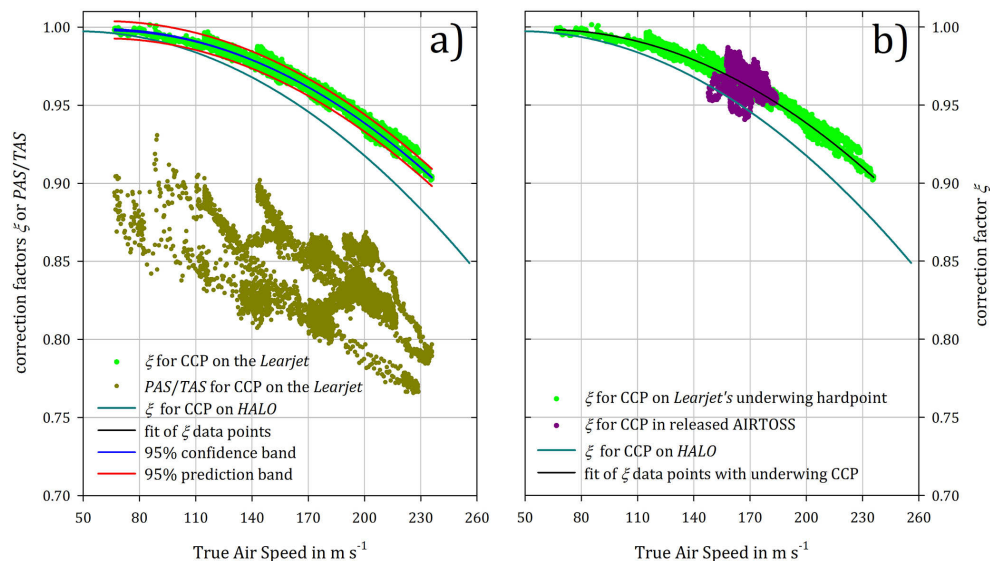 a)
b)
1.00
0.95
0.90
0.85
0.80
0.75
0.70
correction factors ξ or PAS/TAS
ξ for CCP on the Learjet
PAS/TAS for CCP on the Learjet
ξ for CCP on HALO
fit of ξ data points
95% confidence band
95% prediction band
50 80 110 140 170 200 230 260
True Air Speed in m s⁻¹
ξ for CCP on Learjet's underwing hardpoint
ξ for CCP in released AIRTOSS
ξ for CCP on HALO
fit of ξ data points with underwing CCP
50 80 110 140 170 200 230 260
True Air Speed in m s⁻¹
1.00
0.95
0.90
0.85
0.80
0.75
0.70
correction factor ξ